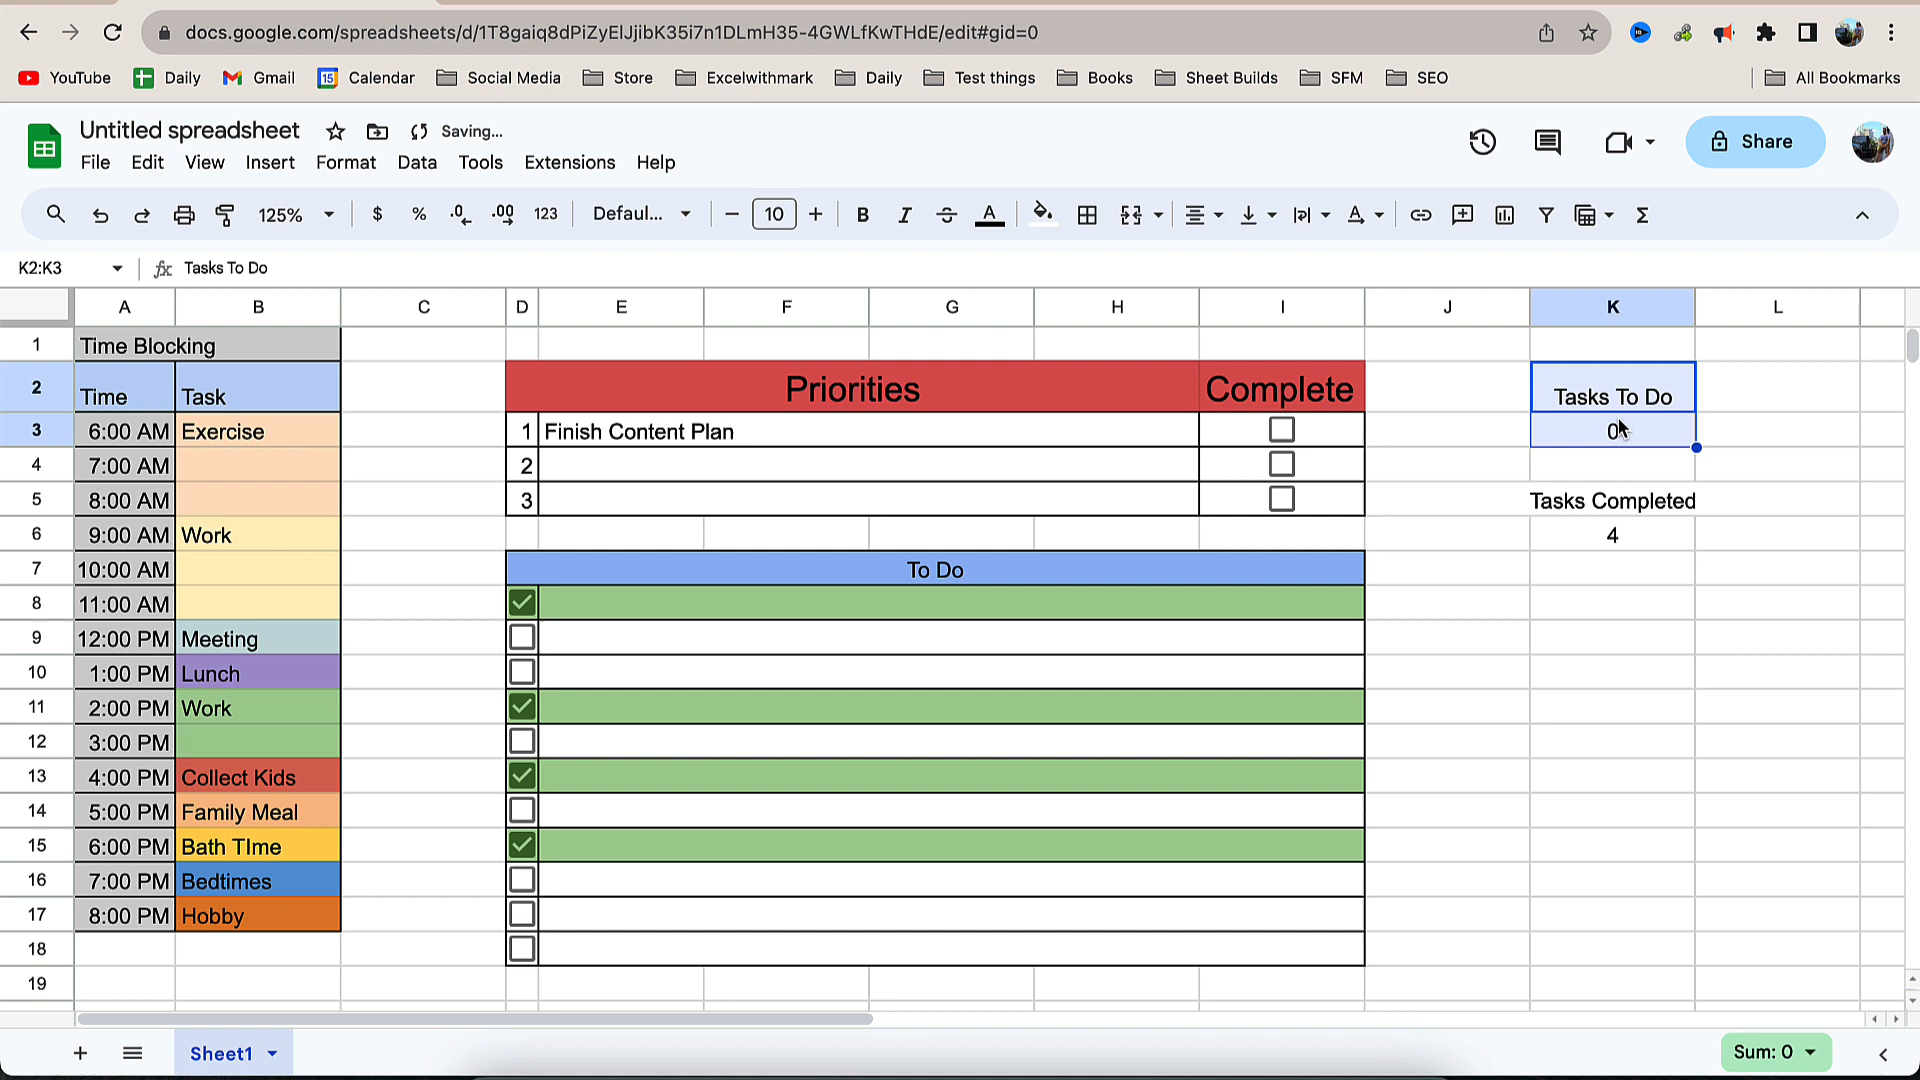 docs.google.com/spreadsheets/d/1T8gaiq8dPiZyElJjibK35i7n1DLmH35-4GWLfKwTHdE/edit#gid=0
YouTube Daily Gmail 15 Calendar Social Media Store Excelwithmark Daily Test things Books Sheet Builds SFM SEO All Bookmarks
Untitled spreadsheet Saving...
File Edit View Insert Format Data Tools Extensions Help
Share
125% $ % .0 .00 123 Defaul... 10 B I S A A Σ
K2:K3 fx Tasks To Do
A B C D E F G H I J K L
1 Time Blocking
2 Time Task Priorities Complete Tasks To Do
3 6:00 AM Exercise 1 Finish Content Plan 0
4 7:00 AM 2
5 8:00 AM 3 Tasks Completed
6 9:00 AM Work 4
7 10:00 AM To Do
8 11:00 AM
9 12:00 PM Meeting
10 1:00 PM Lunch
11 2:00 PM Work
12 3:00 PM
13 4:00 PM Collect Kids
14 5:00 PM Family Meal
15 6:00 PM Bath TIme
16 7:00 PM Bedtimes
17 8:00 PM Hobby
18
19
Sheet1 Sum: 0